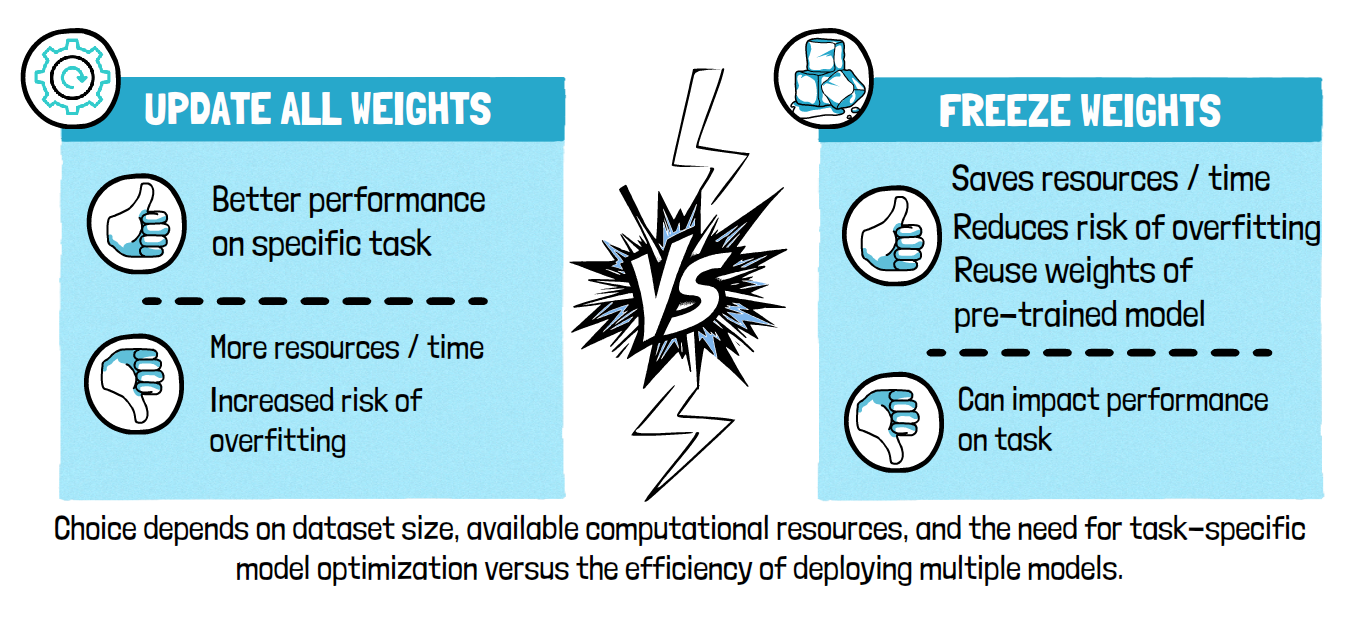 UPDATE ALL WEIGHTS
Better performance
on specific task
More resources / time
Increased risk of
overfitting
VS
FREEZE WEIGHTS
Saves resources / time
Reduces risk of overfitting
Reuse weights of
pre-trained model
Can impact performance
on task
Choice depends on dataset size, available computational resources, and the need for task-specific
model optimization versus the efficiency of deploying multiple models.